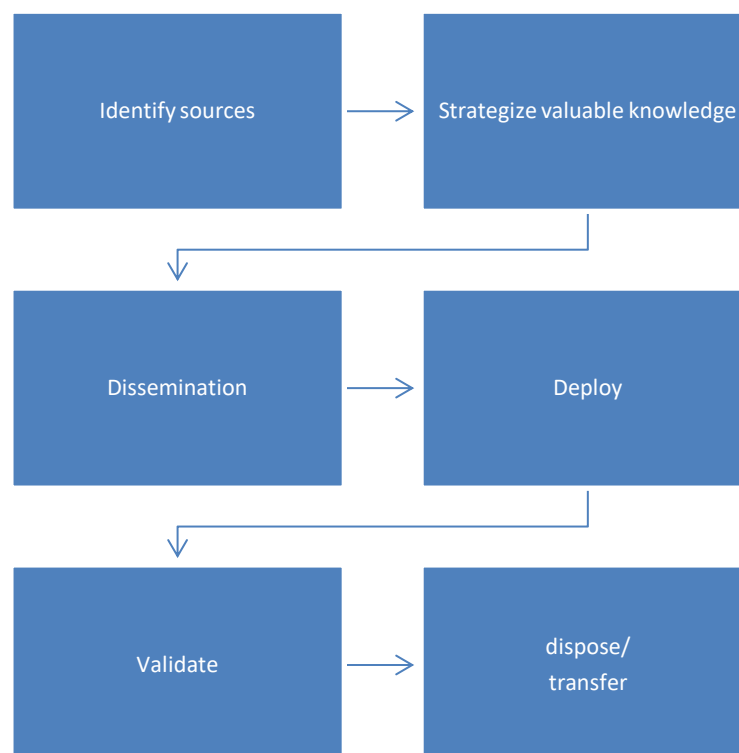 Identify sources
Strategize valuable knowledge
Dissemination
Deploy
Validate
dispose/
transfer